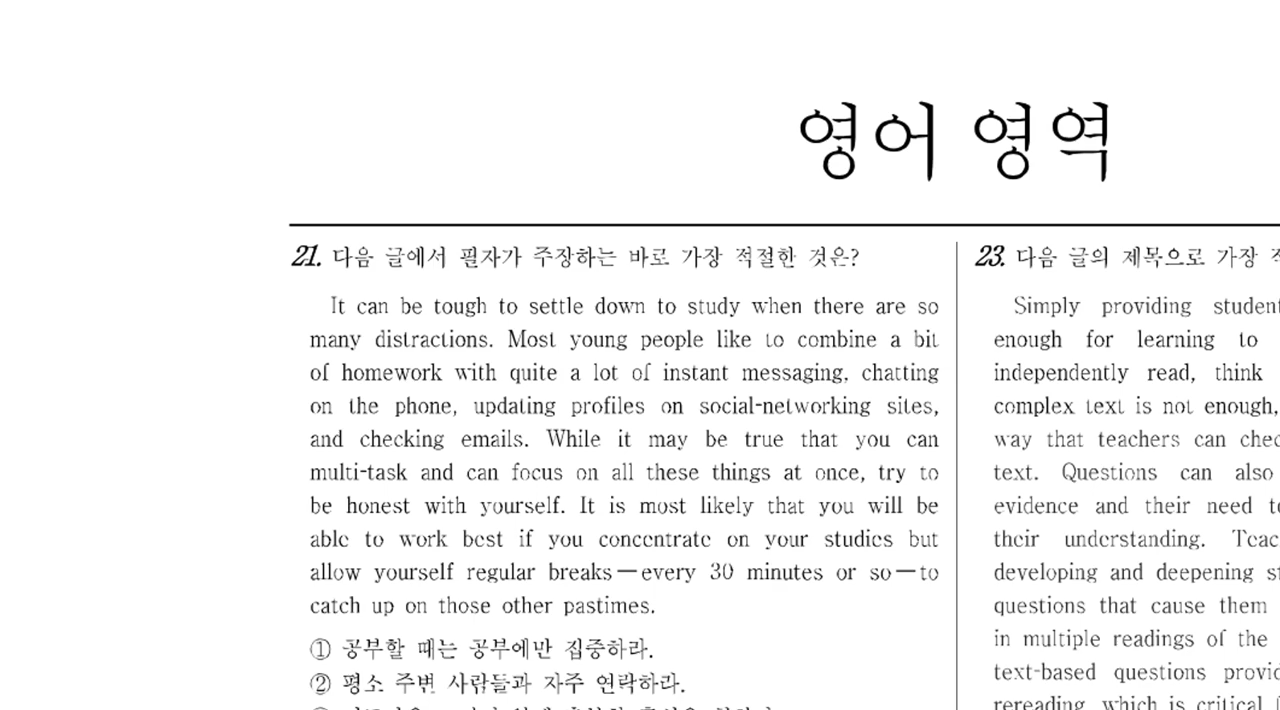 영어 영역
21. 다음 글에서 필자가 주장하는 바로 가장 적절한 것은?
It can be tough to settle down to study when there are so
many distractions. Most young people like to combine a bit
of homework with quite a lot of instant messaging, chatting
on the phone, updating profiles on social-networking sites,
and checking emails. While it may be true that you can
multi-task and can focus on all these things at once, try to
be honest with yourself. It is most likely that you will be
able to work best if you concentrate on your studies but
allow yourself regular breaks—every 30 minutes or so—to
catch up on those other pastimes.
① 공부할 때는 공부에만 집중하라.
② 평소 주변 사람들과 자주 연락하라.
23. 다음 글의 제목으로 가장
Simply providing
enough for learning to
independently read, think
complex text is not enough,
way that teachers can
text. Questions can also
evidence and their need
their understanding.
developing and deepening
questions that cause them
in multiple readings of the
text-based questions
rereading, which is critical